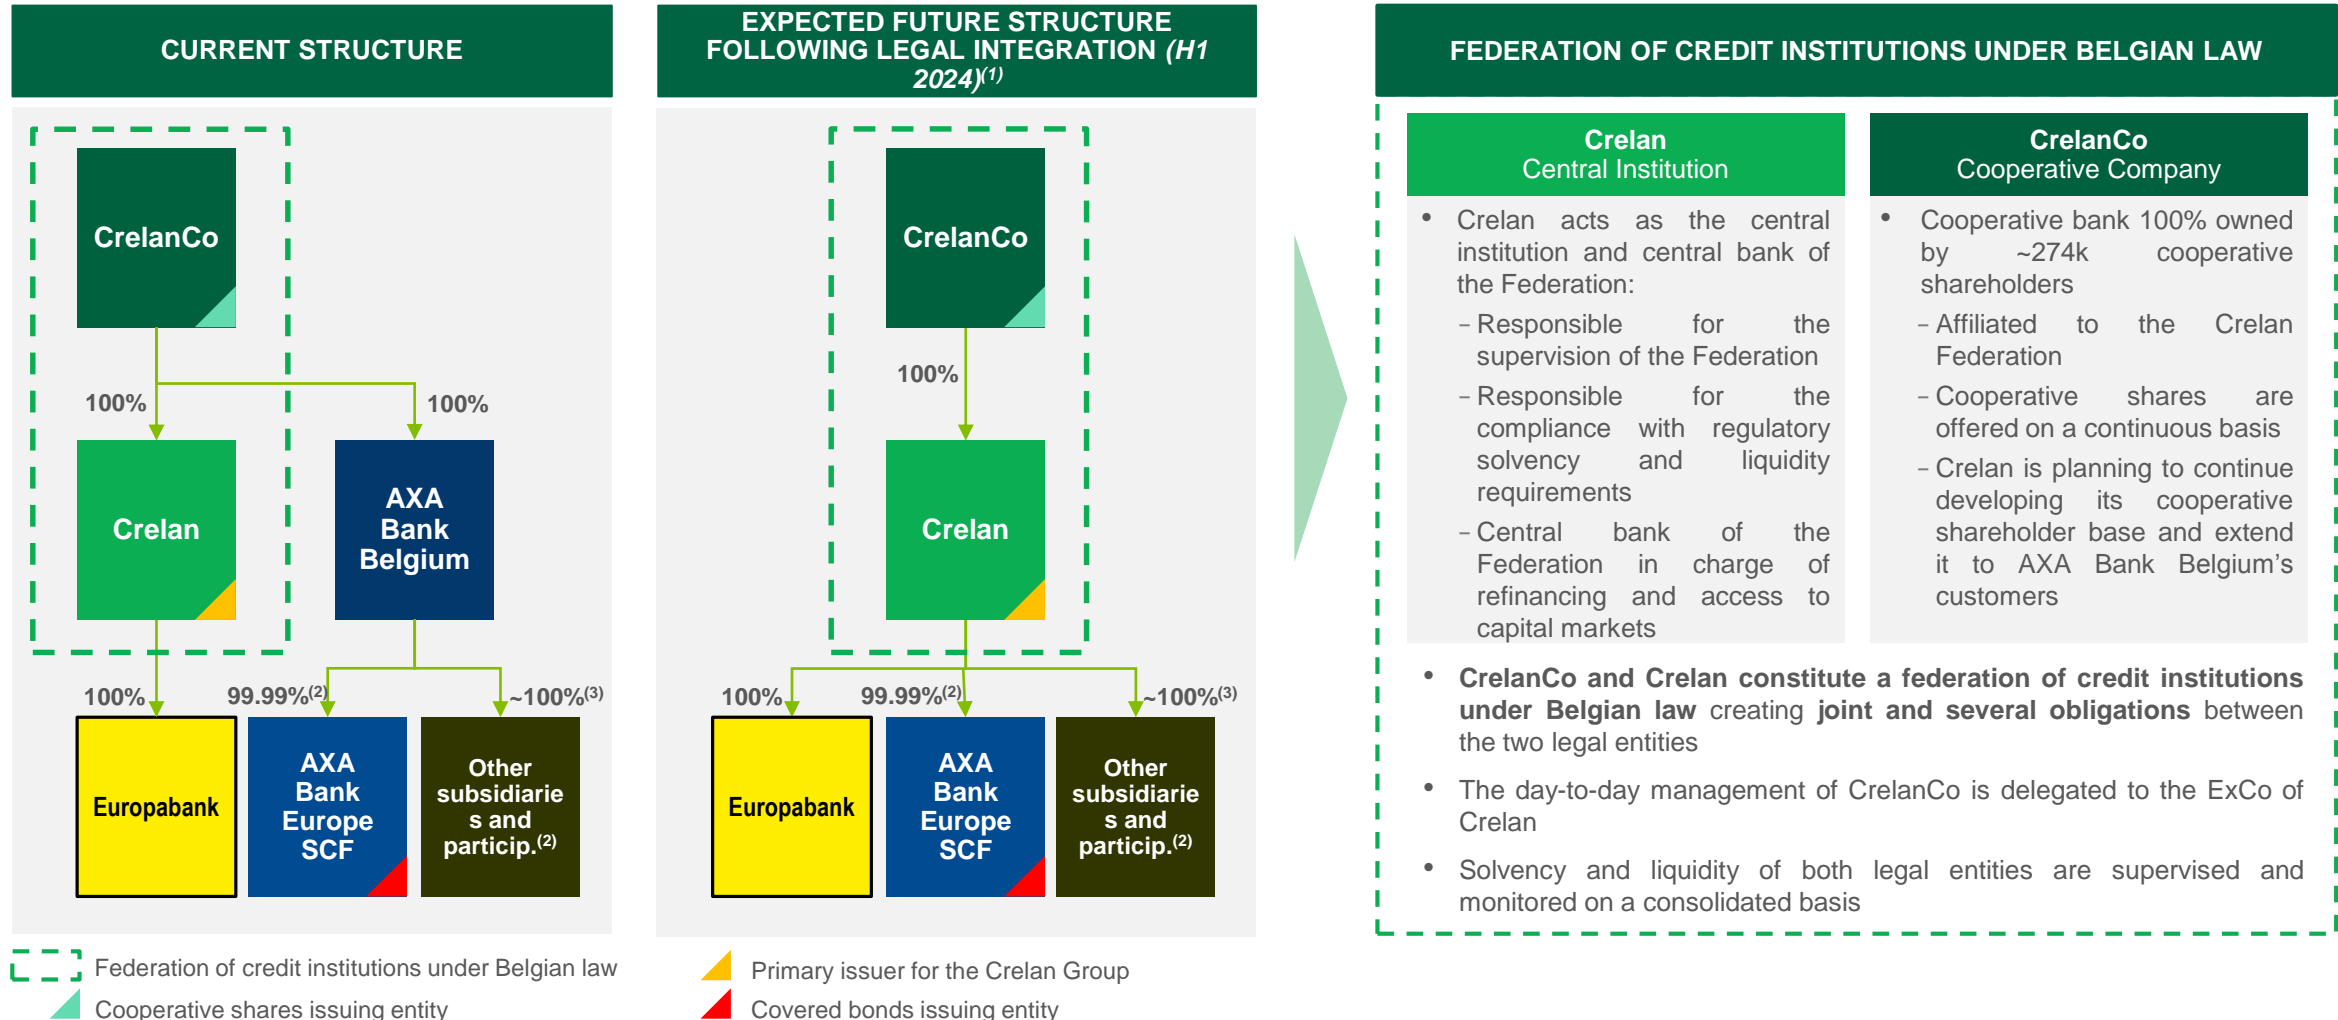 CURRENT STRUCTURE
CrelanCo
100%
100%
Crelan
AXA
Bank
Belgium
100%
99.99%(2)
~100%(3)
Europabank
AXA
Bank
Europe
SCF
Other
subsidiarie
s and
particip.(2)
EXPECTED FUTURE STRUCTURE
FOLLOWING LEGAL INTEGRATION (H1
2024)(1)
CrelanCo
100%
Crelan
100%
99.99%(2)
~100%(3)
Europabank
AXA
Bank
Europe
SCF
Other
subsidiarie
s and
particip.(2)
FEDERATION OF CREDIT INSTITUTIONS UNDER BELGIAN LAW
Crelan
Central Institution
• Crelan acts as the central
institution and central bank of
the Federation:
- Responsible for the
supervision of the Federation
- Responsible for the
compliance with regulatory
solvency and liquidity
requirements
- Central bank of the
Federation in charge of
refinancing and access to
capital markets
CrelanCo
Cooperative Company
• Cooperative bank 100% owned
by ~274k cooperative
shareholders
- Affiliated to the Crelan
Federation
- Cooperative shares are
offered on a continuous basis
- Crelan is planning to continue
developing its cooperative
shareholder base and extend
it to AXA Bank Belgium's
customers
• CrelanCo and Crelan constitute a federation of credit institutions
under Belgian law creating joint and several obligations between
the two legal entities
• The day-to-day management of CrelanCo is delegated to the ExCo of
Crelan
• Solvency and liquidity of both legal entities are supervised and
monitored on a consolidated basis
Federation of credit institutions under Belgian law
Cooperative shares issuing entity
Primary issuer for the Crelan Group
Covered bonds issuing entity